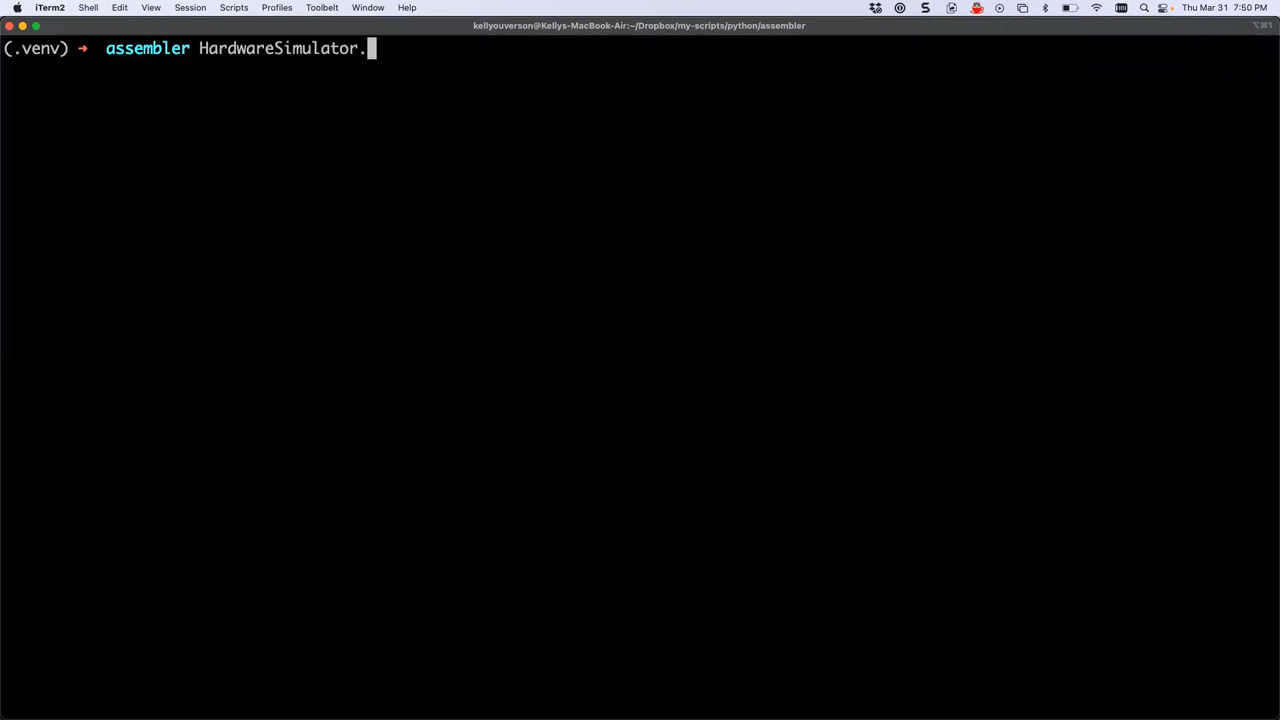 iTerm2 Shell Edit View Session Scripts Profiles Toolbelt Window Help Thu Mar 31 7:50 PM
kellyouverson@Kellys-MacBook-Air:~/Dropbox/my-scripts/python/assembler ⌥⌘1
(.venv) ➜ assembler HardwareSimulator.